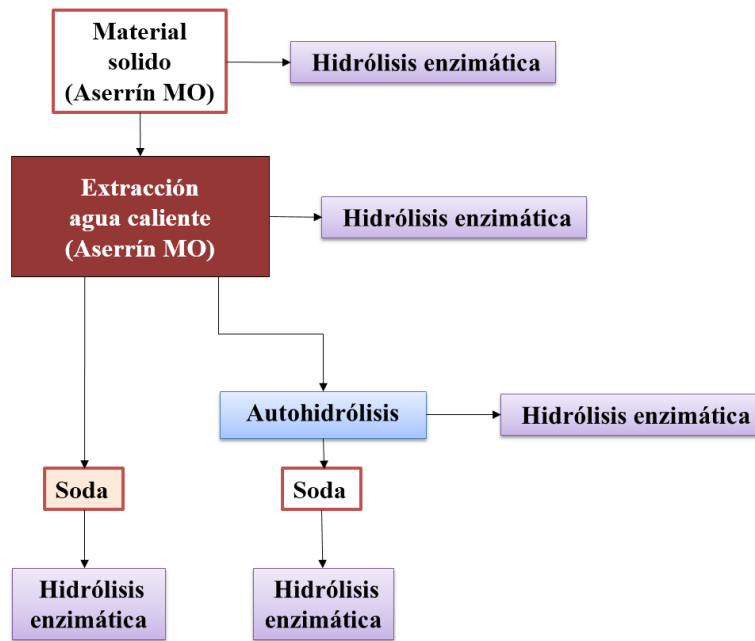 Material
solido
(Aserrín MO)
Hidrólisis enzimática
Extracción
agua caliente
(Aserrín MO)
Hidrólisis enzimática
Autohidrólisis
Hidrólisis enzimática
Soda
Soda
Hidrólisis
enzimática
Hidrólisis
enzimática